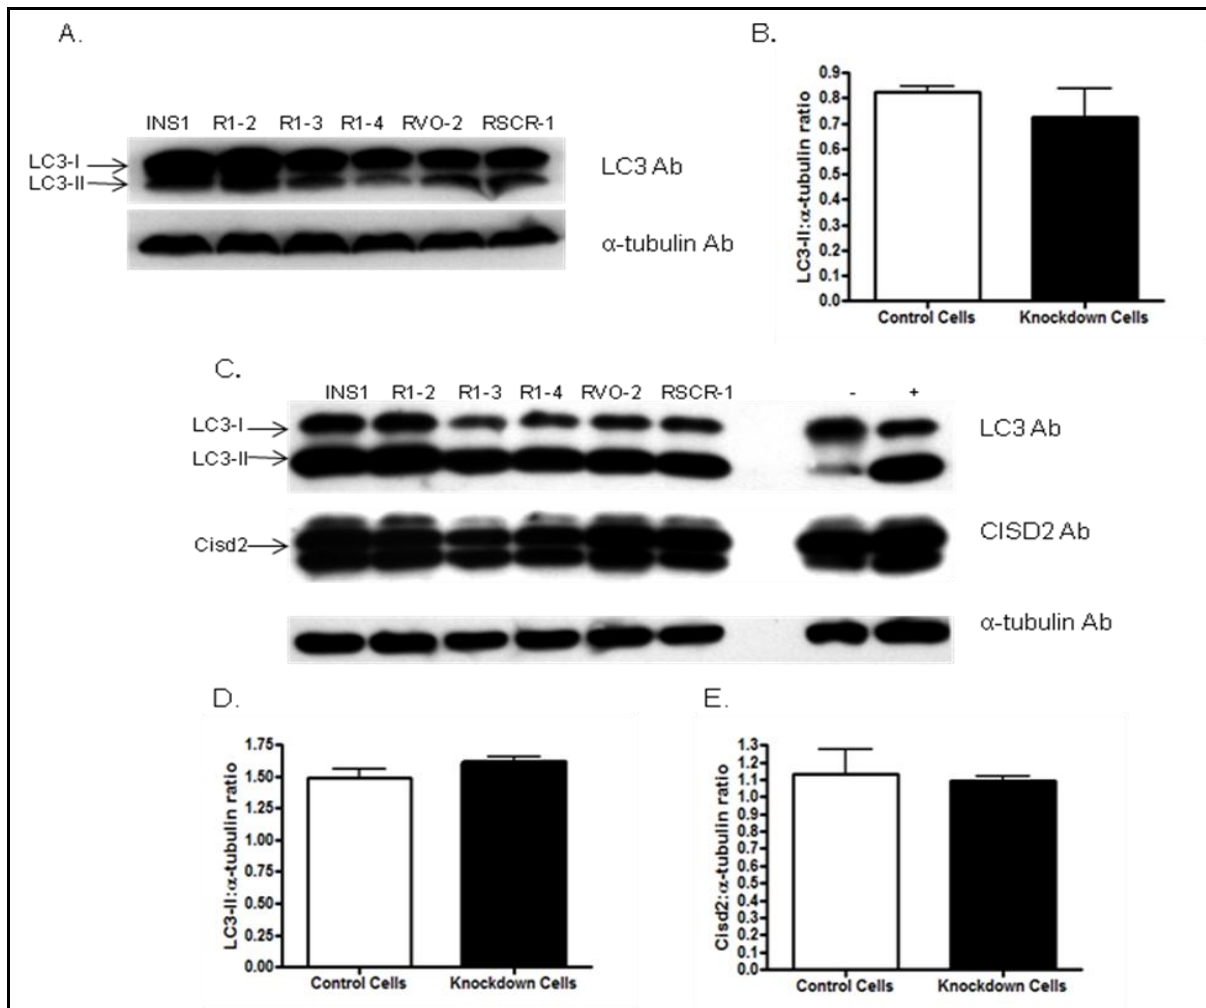 A.
INS1 R1-2 R1-3 R1-4 RVO-2 RSCR-1
LC3-I
LC3-II
LC3 Ab
α-tubulin Ab
B.
LC3-II:α-tubulin ratio
0.9
0.8
0.7
0.6
0.5
0.4
0.3
0.2
0.1
0.0
Control Cells Knockdown Cells
C.
INS1 R1-2 R1-3 R1-4 RVO-2 RSCR-1 - +
LC3-I
LC3-II
LC3 Ab
Cisd2
CISD2 Ab
α-tubulin Ab
D.
LC3-II:α-tubulin ratio
1.75
1.50
1.25
1.00
0.75
0.50
0.25
0.00
Control Cells Knockdown Cells
E.
Cisd2:α-tubulin ratio
1.3
1.2
1.1
1.0
0.9
0.8
0.7
0.6
0.5
0.4
0.3
0.2
0.1
0.0
Control Cells Knockdown Cells